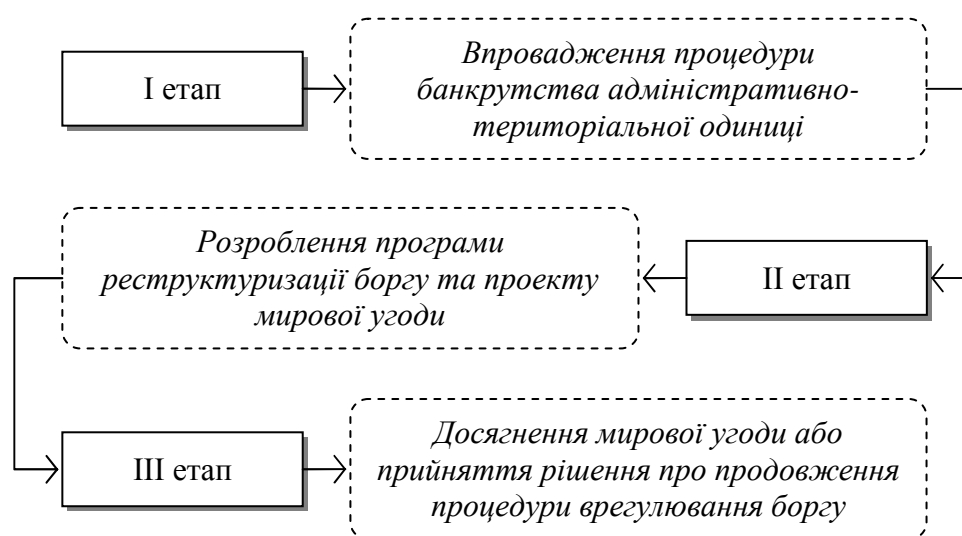 І етап
Впровадження процедури
банкрутства адміністративно-
територіальної одиниці
Розроблення програми
реструктуризації боргу та проекту
мирової угоди
ІІ етап
ІІІ етап
Досягнення мирової угоди або
прийняття рішення про продовження
процедури врегулювання боргу